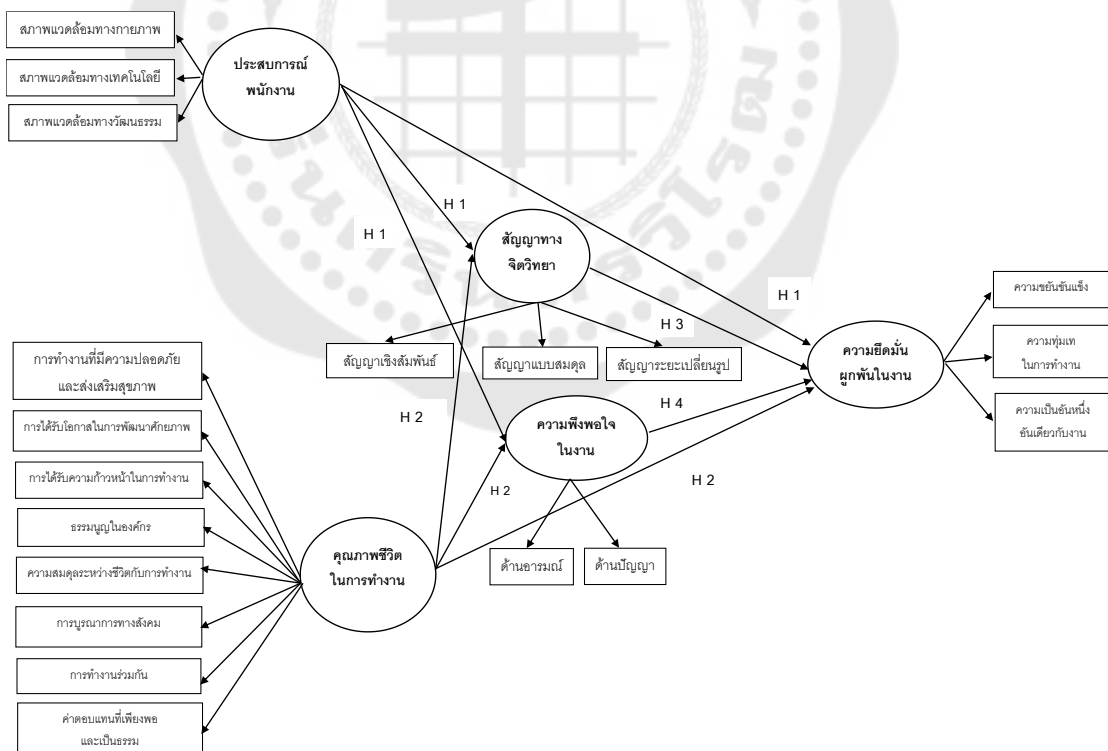 สภาพแวดล้อมทางกายภาพ
สภาพแวดล้อมทางเทคโนโลยี
สภาพแวดล้อมทางวัฒนธรรม
ประสบการณ์
พนักงาน
H 1
H 1
H 1
สัญญาทาง
จิตวิทยา
สัญญาเชิงสัมพันธ์
สัญญาแบบสมดุล
สัญญาระยะเปลี่ยนรูป
H 3
ความยึดมั่น
ผูกพันในงาน
ความขยันขันแข็ง
ความทุ่มเท
ในการทำงาน
ความเป็นอันหนึ่ง
อันเดียวกับงาน
H 2
H 4
ความพึงพอใจ
ในงาน
H 2
H 2
ด้านอารมณ์
ด้านปัญญา
การทำงานที่มีความปลอดภัย
และส่งเสริมสุขภาพ
การได้รับโอกาสในการพัฒนาศักยภาพ
การได้รับความก้าวหน้าในการทำงาน
ธรรมนูญในองค์กร
ความสมดุลระหว่างชีวิตกับการทำงาน
การบูรณาการทางสังคม
การทำงานร่วมกัน
ค่าตอบแทนที่เพียงพอ
และเป็นธรรม
คุณภาพชีวิต
ในการทำงาน